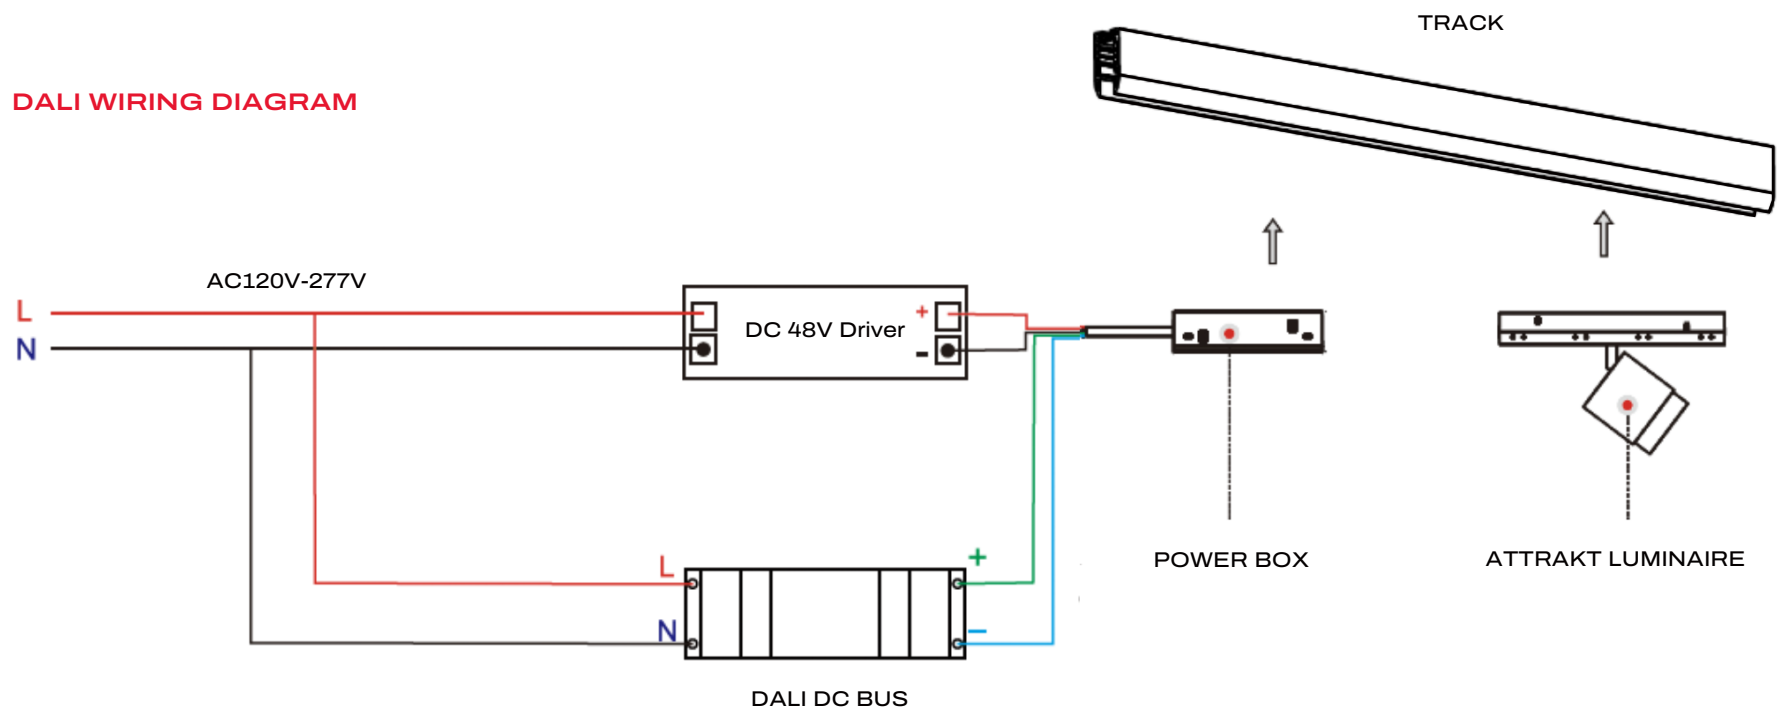 TRACK
DALI WIRING DIAGRAM
AC120V-277V
L
N
DC 48V Driver
+
-
L
N
+
-
POWER BOX
ATTRAKT LUMINAIRE
DALI DC BUS